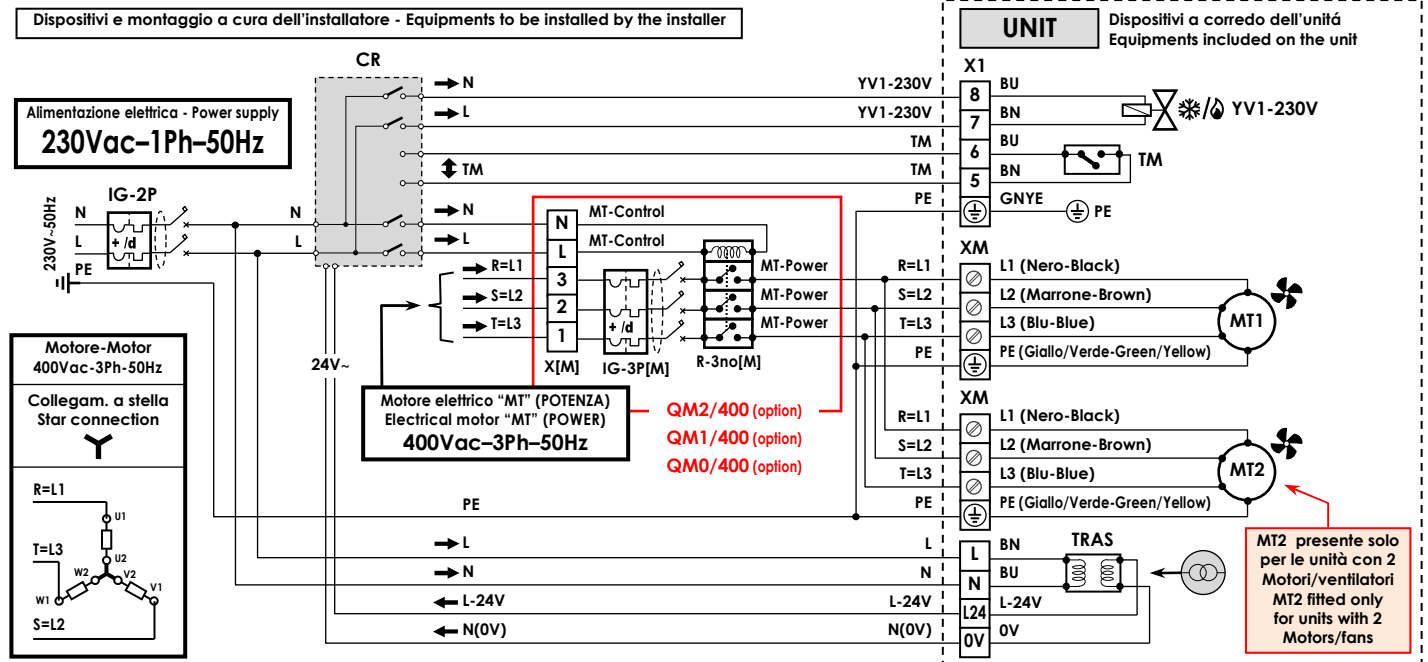 Dispositivi e montaggio a cura dell'installatore - Equipments to be installed by the installer
UNIT
Dispositivi a corredo dell'unitá
Equipments included on the unit
CR
X1
Alimentazione elettrica - Power supply
230Vac–1Ph–50Hz
N
YV1-230V
8
BU
L
YV1-230V
7
BN
YV1-230V
TM
6
BU
TM
TM
5
BN
TM
PE
GNYE
PE
230V~50Hz
IG-2P
N
L
PE
+ /d
N
L
N
L
N
MT-Control
L
MT-Control
R=L1
3
MT-Power
S=L2
2
MT-Power
T=L3
1
+ /d
MT-Power
X[M]
IG-3P[M]
R-3no[M]
24V~
XM
R=L1
L1 (Nero-Black)
S=L2
L2 (Marrone-Brown)
T=L3
L3 (Blu-Blue)
PE
PE (Giallo/Verde-Green/Yellow)
MT1
Motore elettrico "MT" (POTENZA)
Electrical motor "MT" (POWER)
400Vac–3Ph–50Hz
QM2/400 (option)
QM1/400 (option)
QM0/400 (option)
XM
R=L1
L1 (Nero-Black)
S=L2
L2 (Marrone-Brown)
T=L3
L3 (Blu-Blue)
PE
PE
PE (Giallo/Verde-Green/Yellow)
MT2
Motore-Motor
400Vac-3Ph-50Hz
Collegam. a stella
Star connection
R=L1
U1
T=L3
U2
W2
V2
W1
V1
S=L2
L
L
L
BN
TRAS
N
N
N
BU
L-24V
L-24V
L24
L-24V
N(0V)
N(0V)
0V
0V
MT2 presente solo
per le unità con 2
Motori/ventilatori
MT2 fitted only
for units with 2
Motors/fans